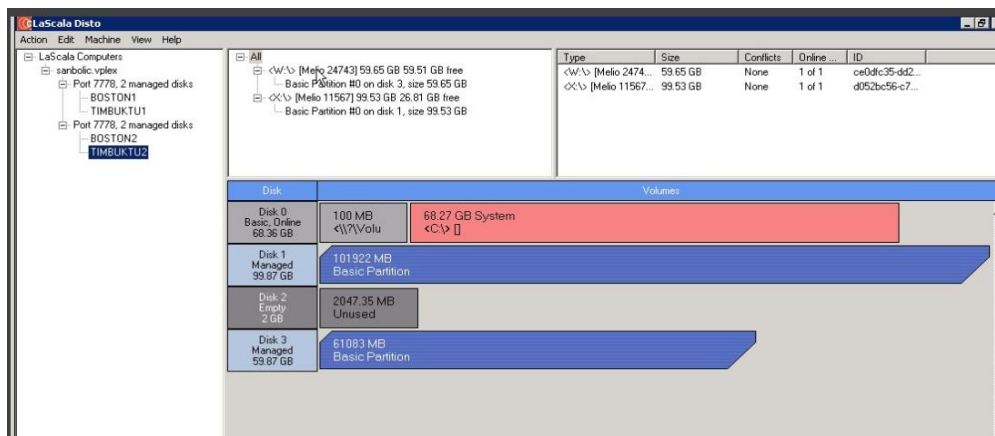 LaScala Disto
Action Edit Machine View Help
LaScala Computers
sanbolic.vplex
Port 7778, 2 managed disks
BOSTON1
TIMBUKTU1
Port 7778, 2 managed disks
BOSTON2
TIMBUKTU2
All
<W:\> [Melio 24743] 59.65 GB 59.51 GB free
Basic Partition #0 on disk 3, size 59.65 GB
<X:\> [Melio 11567] 99.53 GB 26.81 GB free
Basic Partition #0 on disk 1, size 99.53 GB
Type Size Conflicts Online ... ID
<W:\> [Melio 2474... 59.65 GB None 1 of 1 ce0dfc35-dd2...
<X:\> [Melio 11567... 99.53 GB None 1 of 1 d052bc56-c7...
Disk Volumes
Disk 0
Basic, Online
68.36 GB
100 MB
<\\?\Volu
68.27 GB System
<C:\> []
Disk 1
Managed
99.87 GB
101922 MB
Basic Partition
Disk 2
Empty
2 GB
2047.35 MB
Unused
Disk 3
Managed
59.87 GB
61083 MB
Basic Partition